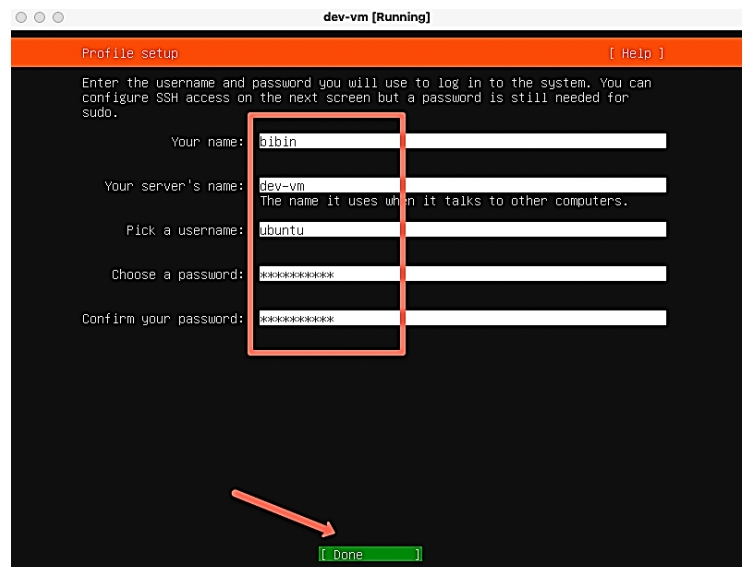 dev-vm [Running]
Profile setup [ Help ]
Enter the username and password you will use to log in to the system. You can
configure SSH access on the next screen but a password is still needed for
sudo.
Your name: bibin
Your server's name: dev-vm
The name it uses when it talks to other computers.
Pick a username: ubuntu
Choose a password: **********
Confirm your password: **********
[ Done ]